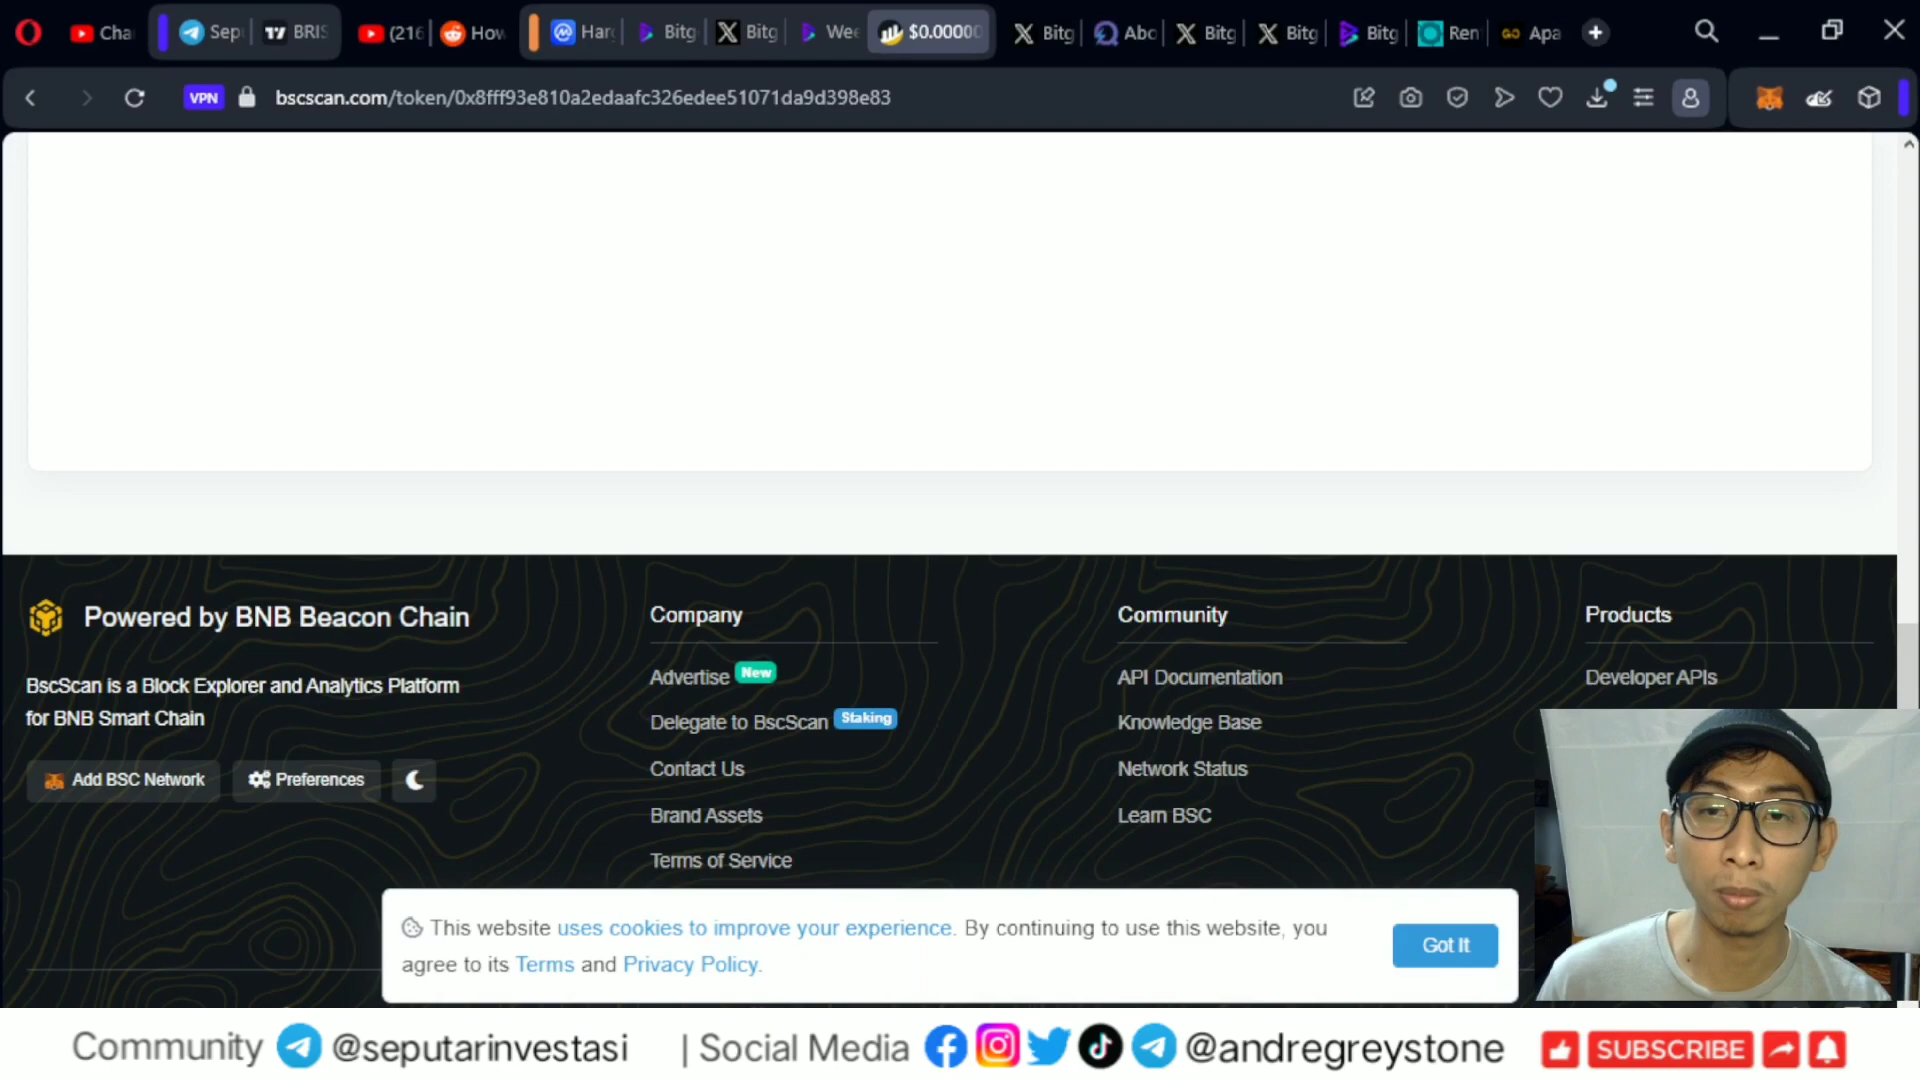 Cha
Sep
BRIS
(216
How
Har
Bitg
Bitg
Wee
$0.00000
Bitg
Abo
Bitg
Bitg
Bitg
Ren
Apa
VPN
bscscan.com/token/0x8fff93e810a2edaafc326edee51071da9d398e83
Powered by BNB Beacon Chain
BscScan is a Block Explorer and Analytics Platform
for BNB Smart Chain
Add BSC Network
Preferences
Company
Advertise New
Delegate to BscScan Staking
Contact Us
Brand Assets
Terms of Service
Community
API Documentation
Knowledge Base
Network Status
Learn BSC
Products
Developer APIs
This website uses cookies to improve your experience. By continuing to use this website, you
agree to its Terms and Privacy Policy.
Got It
Community @seputarinvestasi | Social Media @andregreystone SUBSCRIBE